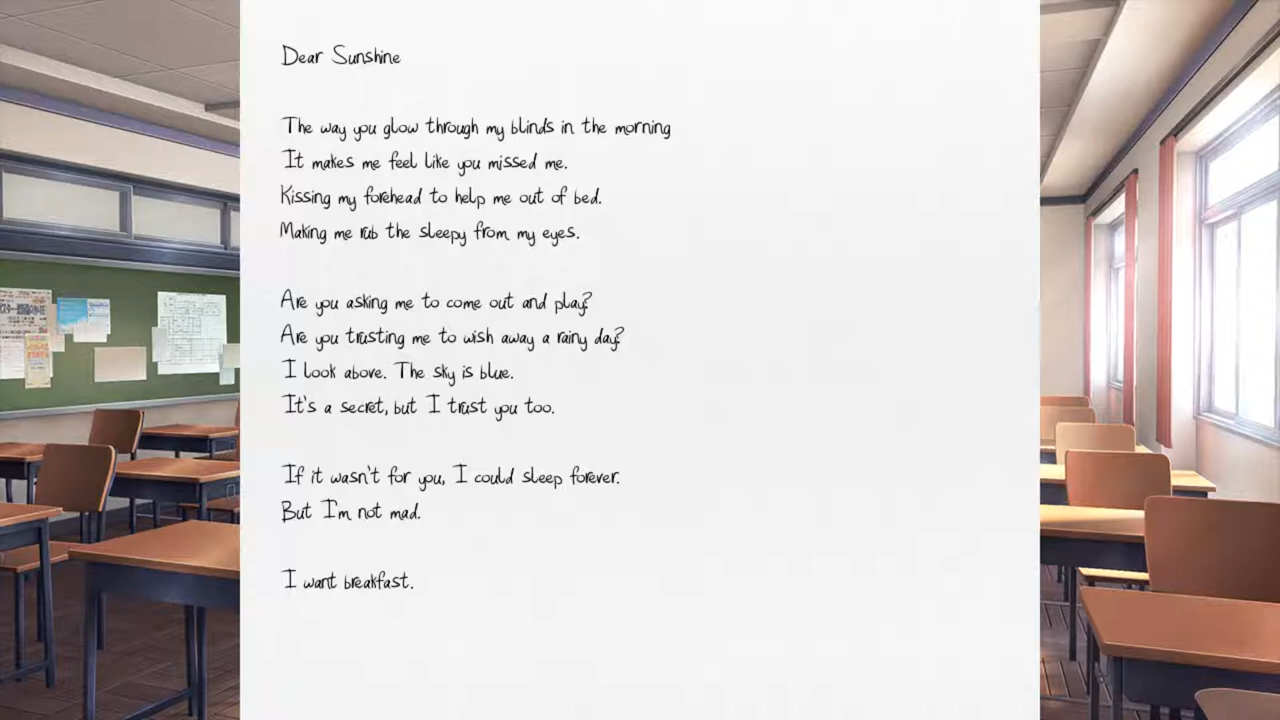 Dear Sunshine
The way you glow through my blinds in the morning
It makes me feel like you missed me.
Kissing my forehead to help me out of bed.
Making me rub the sleepy from my eyes.
Are you asking me to come out and play?
Are you trusting me to wish away a rainy day?
I look above. The sky is blue.
It's a secret, but I trust you too.
If it wasn't for you, I could sleep forever.
But I'm not mad.
I want breakfast.